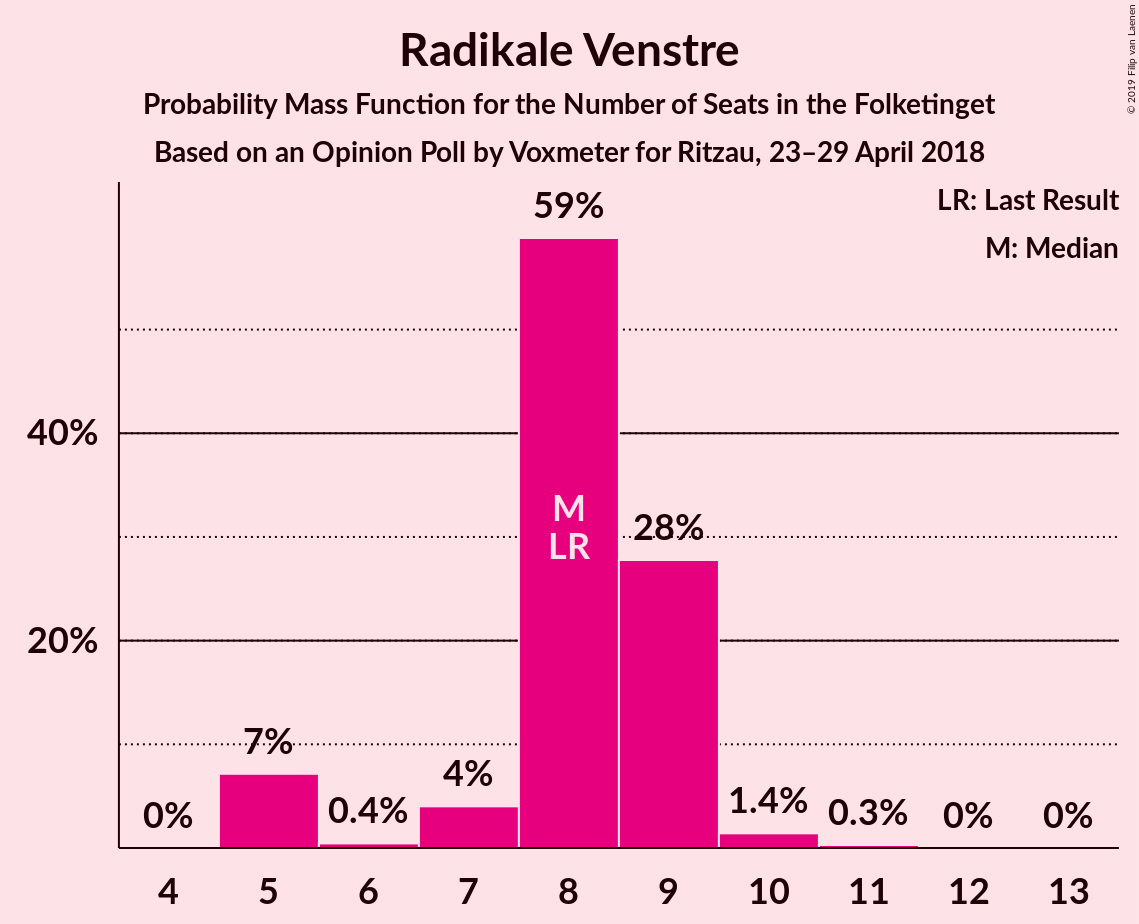 Radikale Venstre
Probability Mass Function for the Number of Seats in the Folketinget
Based on an Opinion Poll by Voxmeter for Ritzau, 23–29 April 2018
© 2019 Filip van Laenen
LR: Last Result
M: Median
59%
40%
M
LR
28%
20%
7%
4%
0%
0.4%
1.4%
0.3%
0%
0%
4 5 6 7 8 9 10 11 12 13